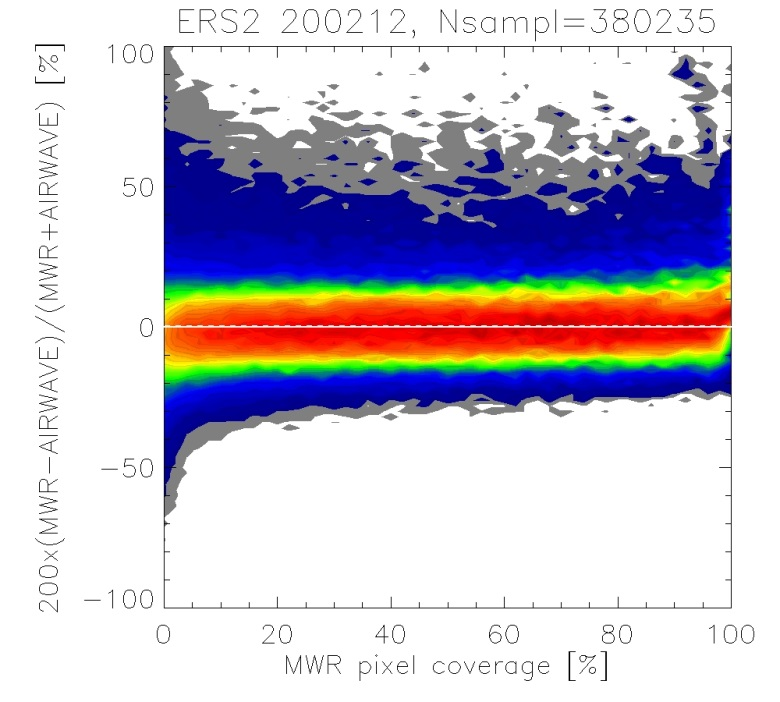 ERS2 200212, Nsampl=380235
200x(MWR−AIRWAVE)/(MWR+AIRWAVE) [%]
100
50
0
−50
−100
0 20 40 60 80 100
MWR pixel coverage [%]